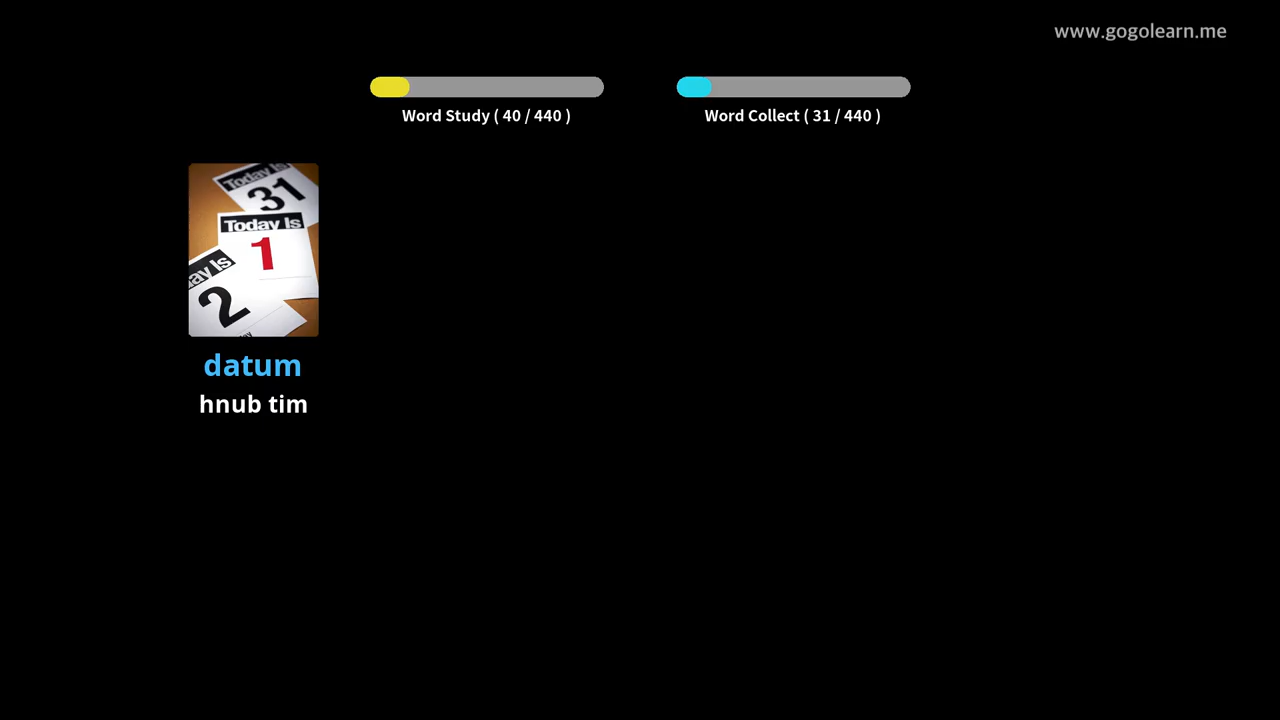 www.gogolearn.me
Word Study ( 40 / 440 )
Word Collect ( 31 / 440 )
Today Is
31
Today Is
1
ay Is
2
datum
hnub tim